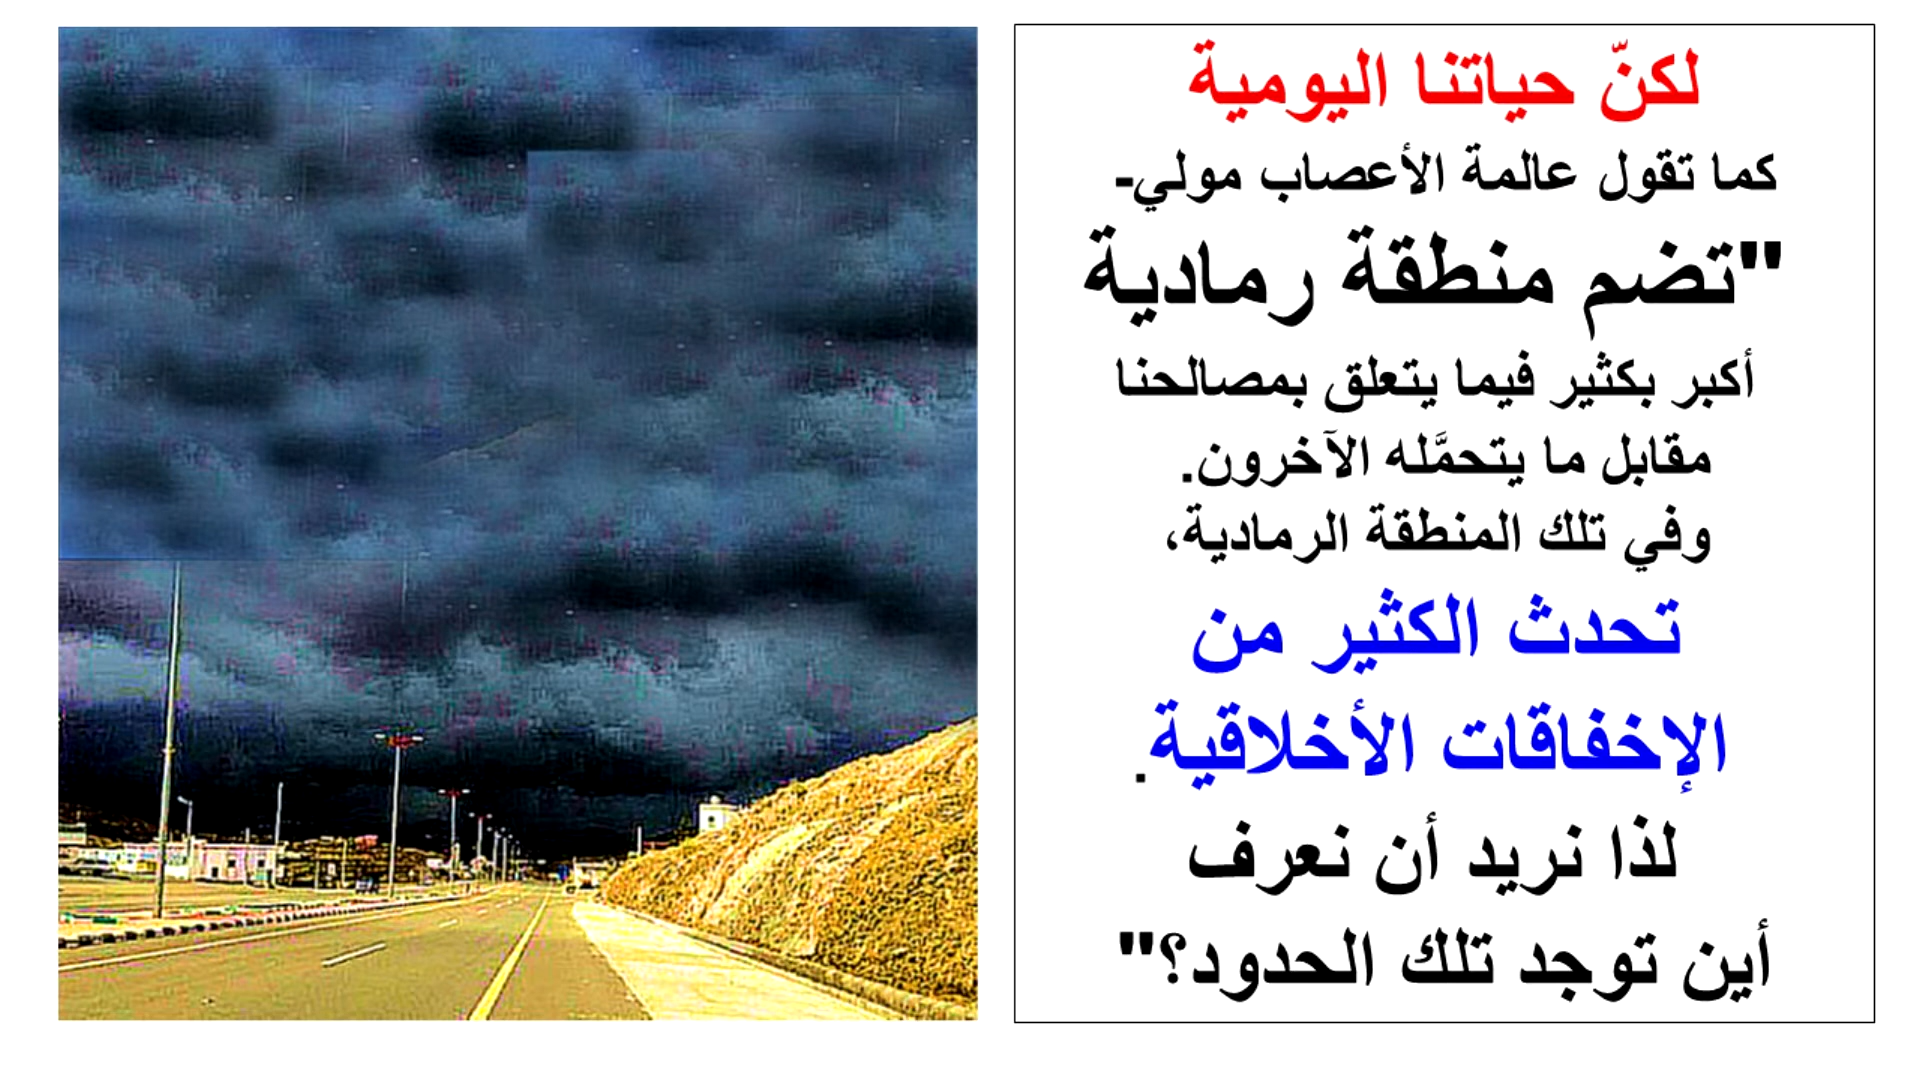 لكنّ حياتنا اليومية
كما تقول عالمة الأعصاب مولي-
"تضم منطقة رمادية
أكبر بكثير فيما يتعلق بمصالحنا
مقابل ما يتحمَّله الآخرون.
وفي تلك المنطقة الرمادية،
تحدث الكثير من
الإخفاقات الأخلاقية.
لذا نريد أن نعرف
أين توجد تلك الحدود؟"